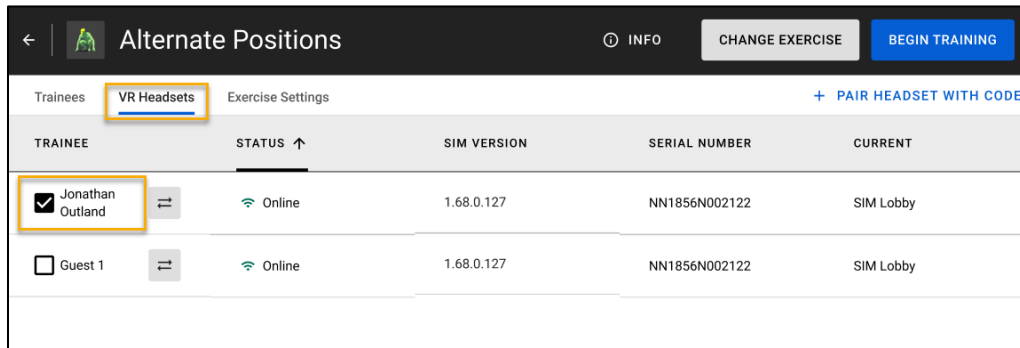 Alternate Positions
INFO
CHANGE EXERCISE
BEGIN TRAINING
Trainees
VR Headsets
Exercise Settings
+ PAIR HEADSET WITH CODE
TRAINEE
STATUS
SIM VERSION
SERIAL NUMBER
CURRENT
Jonathan
Outland
Online
1.68.0.127
NN1856N002122
SIM Lobby
Guest 1
Online
1.68.0.127
NN1856N002122
SIM Lobby